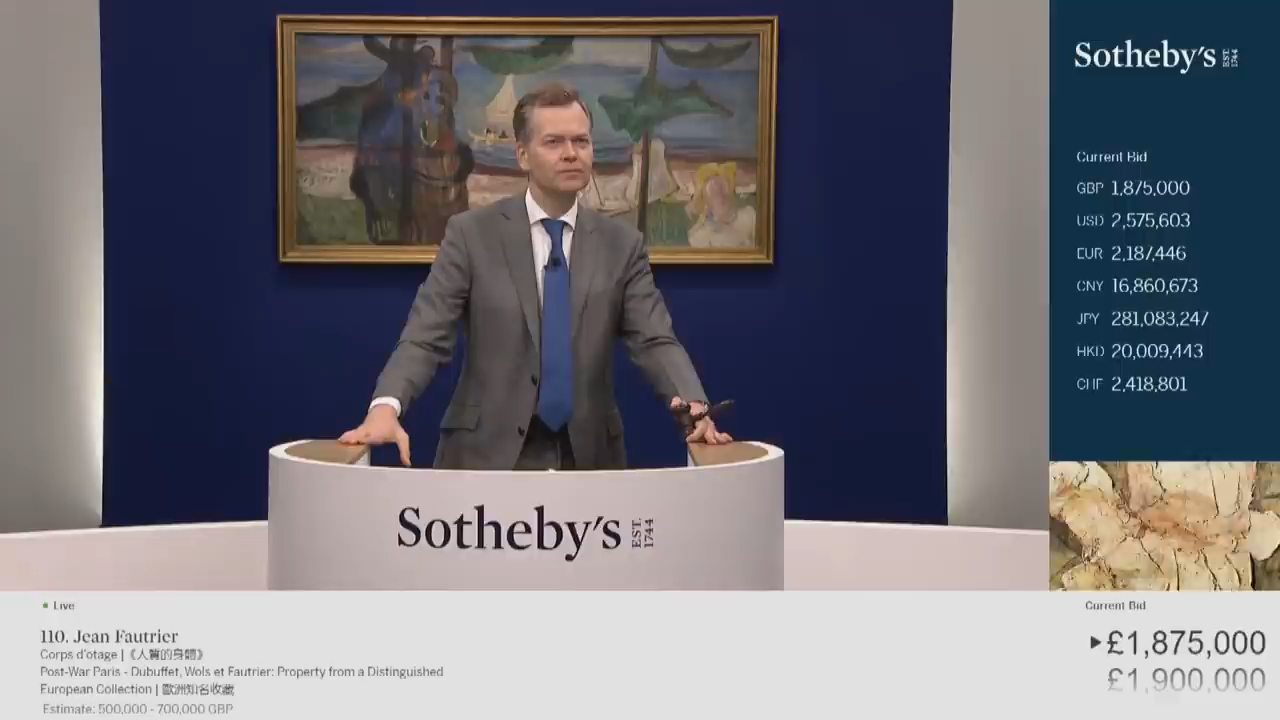 Sotheby's EST. 1744
Current Bid
GBP 1,875,000
USD 2,575,603
EUR 2,187,446
CNY 16,860,673
JPY 281,083,247
HKD 20,009,443
CHF 2,418,801
Sotheby's EST. 1744
Live
110. Jean Fautrier
Corps d'otage | 《人質的身體》
Post-War Paris - Dubuffet, Wols et Fautrier: Property from a Distinguished
European Collection | 歐洲知名收藏
Estimate: 500,000 - 700,000 GBP
Current Bid
£1,875,000
£1,900,000